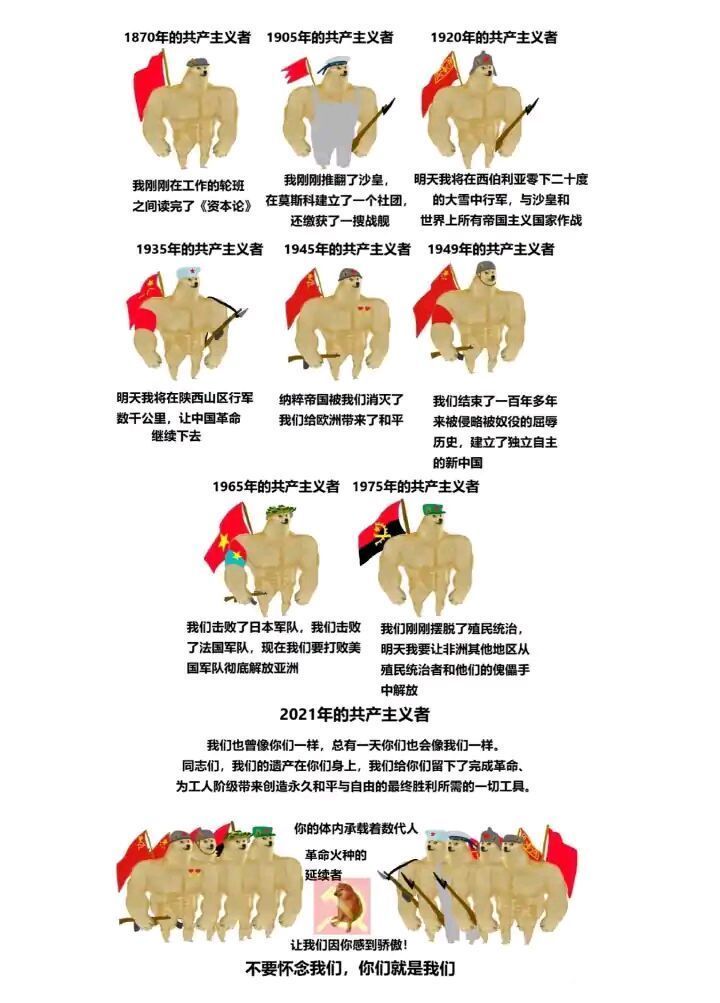 1870年的共产主义者
1905年的共产主义者
1920年的共产主义者
我刚刚在工作的轮班
之间读完了《资本论》
我刚刚推翻了沙皇，
在莫斯科建立了一个社团，
还缴获了一搜战舰
明天我将在西伯利亚零下二十度
的大雪中行军，与沙皇和
世界上所有帝国主义国家作战
1935年的共产主义者
1945年的共产主义者
1949年的共产主义者
明天我将在陕西山区行军
数千公里，让中国革命
继续下去
纳粹帝国被我们消灭了
我们给欧洲带来了和平
我们结束了一百年多年
来被侵略被奴役的屈辱
历史，建立了独立自主
的新中国
1965年的共产主义者
1975年的共产主义者
我们击败了日本军队，我们击败
了法国军队，现在我们要打败美
国军队彻底解放亚洲
我们刚刚摆脱了殖民统治，
明天我要让非洲其他地区从
殖民统治者和他们的傀儡手
中解放
2021年的共产主义者
我们也曾像你们一样，总有一天你们也会像我们一样。
同志们，我们的遗产在你们身上，我们给你们留下了完成革命、
为工人阶级带来创造永久和平与自由的最终胜利所需的一切工具。
你的体内承载着数代人
革命火种的
延续者
让我们因你感到骄傲！
不要怀念我们，你们就是我们